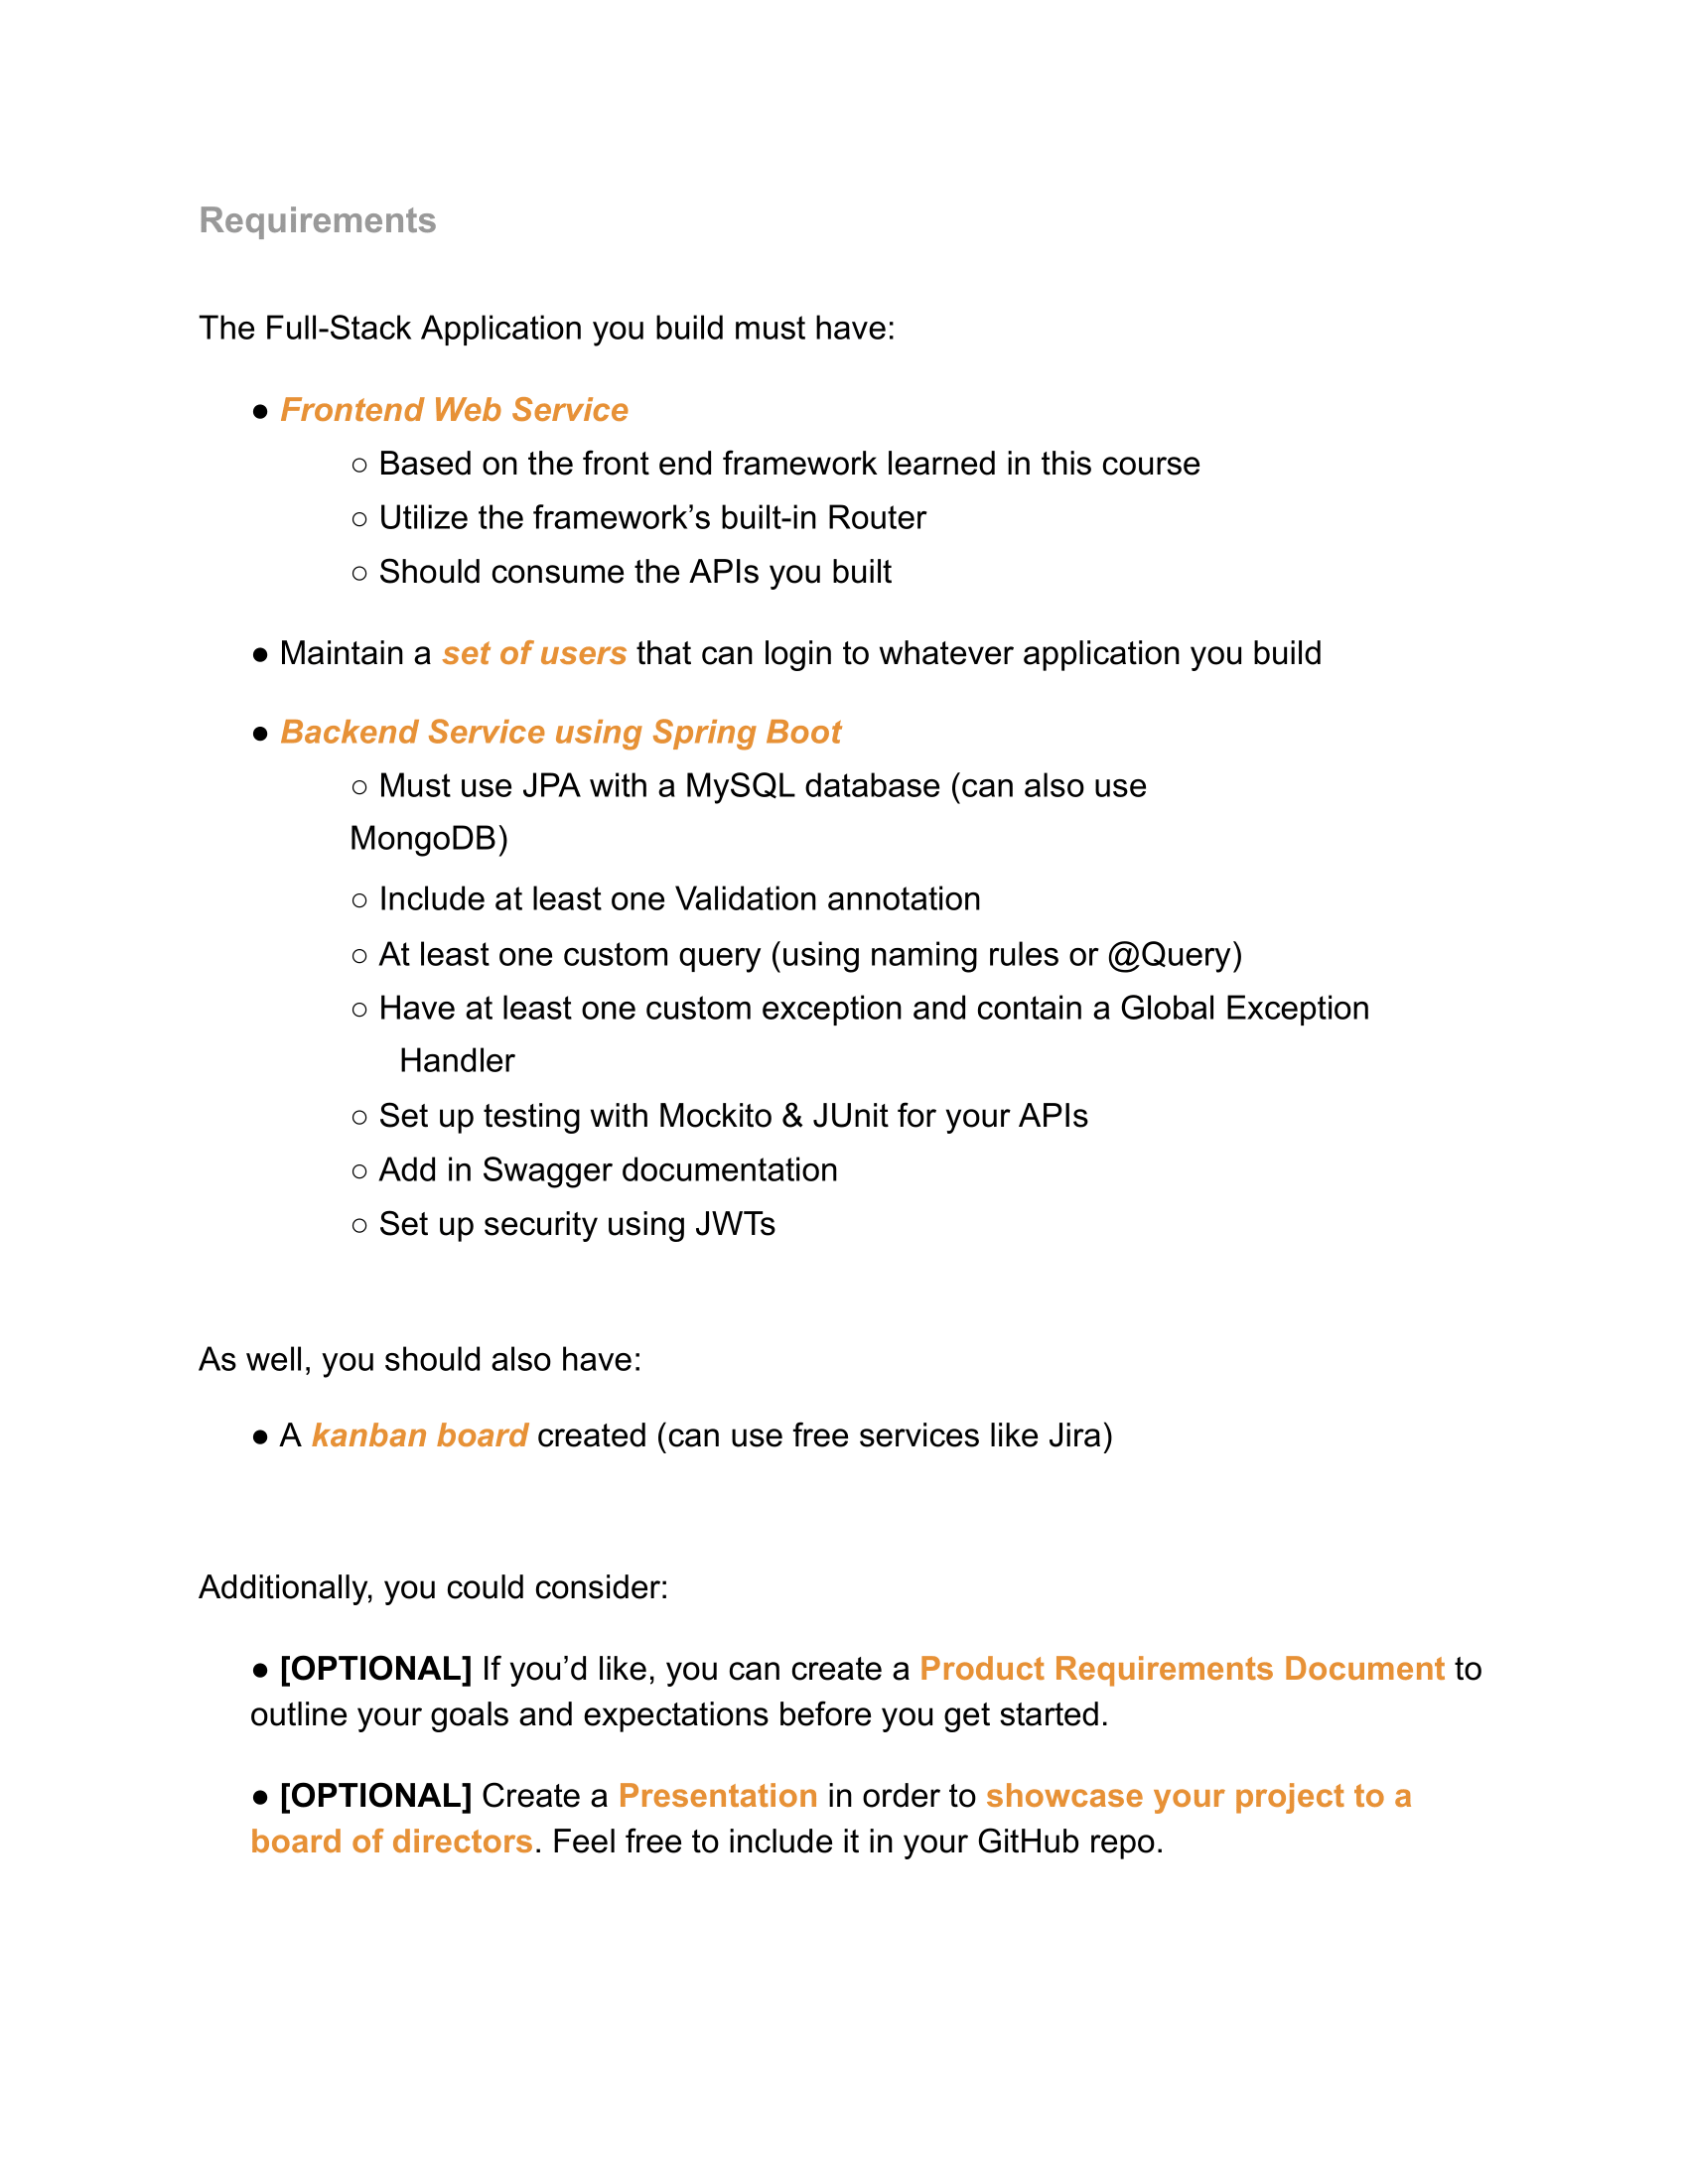 Requirements
The Full-Stack Application you build must have:
● Frontend Web Service
○ Based on the front end framework learned in this course
○ Utilize the framework’s built-in Router
○ Should consume the APIs you built
● Maintain a set of users that can login to whatever application you build
● Backend Service using Spring Boot
○ Must use JPA with a MySQL database (can also use
MongoDB)
○ Include at least one Validation annotation
○ At least one custom query (using naming rules or @Query)
○ Have at least one custom exception and contain a Global Exception
Handler
○ Set up testing with Mockito & JUnit for your APIs
○ Add in Swagger documentation
○ Set up security using JWTs
As well, you should also have:
● A kanban board created (can use free services like Jira)
Additionally, you could consider:
● [OPTIONAL] If you’d like, you can create a Product Requirements Document to
outline your goals and expectations before you get started.
● [OPTIONAL] Create a Presentation in order to showcase your project to a
board of directors. Feel free to include it in your GitHub repo.